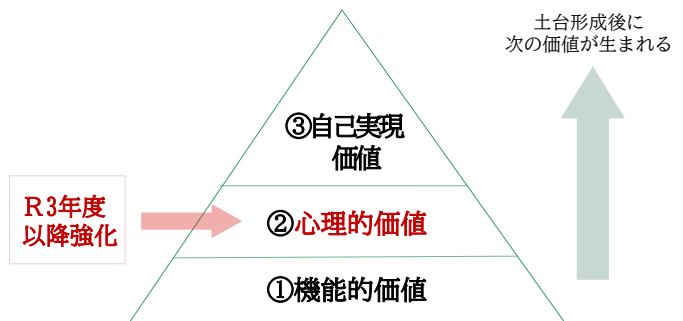 土台形成後に
次の価値が生まれる
③自己実現
価値
R3年度
以降強化
②心理的価値
①機能的価値